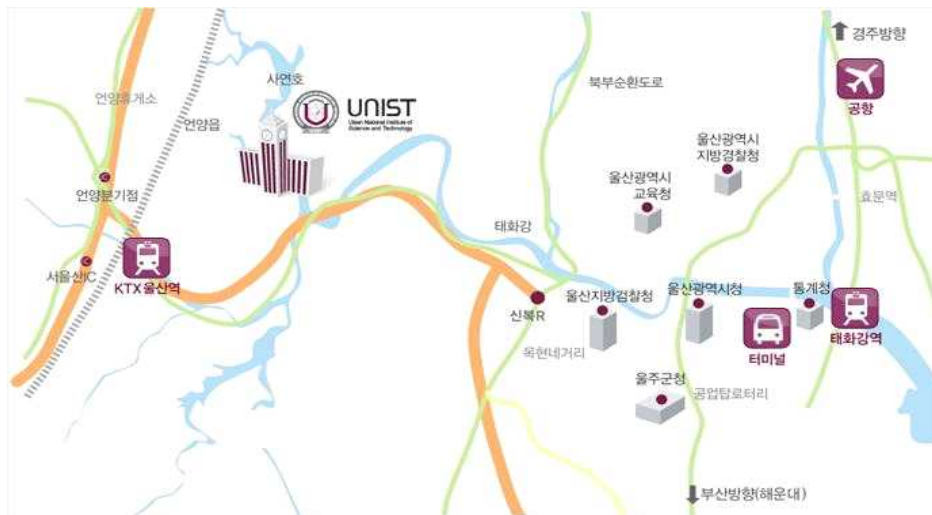 경주방향
공항
사연호
북부순환도로
언양휴게소
UNIST
Ulsan National Institute of
Science and Technology
언양읍
울산광역시
지방경찰청
울산광역시
교육청
언양분기점
효문역
태화강
서울산IC
KTX울산역
신복R
울산지방검찰청
울산광역시청
통계청
태화강역
터미널
옥현네거리
울주군청
공업탑로터리
부산방향(해운대)